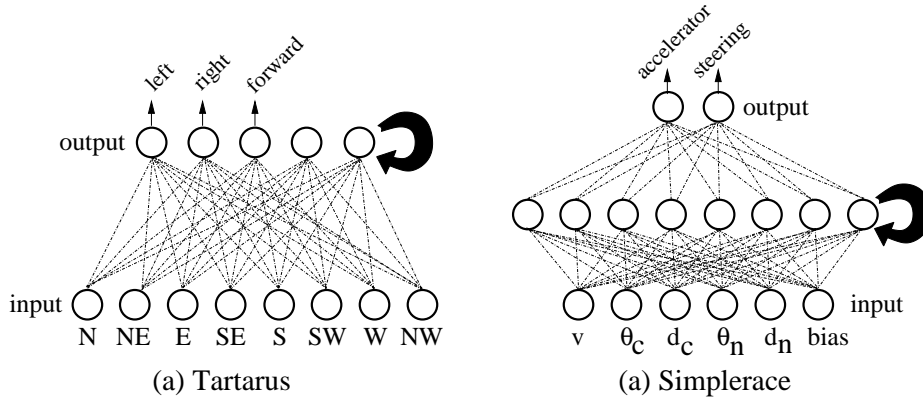 left right forward
output
input
N NE E SE S SW W NW
(a) Tartarus
accelerator steering
output
input
v θc dc θn dn bias
(a) Simplerace